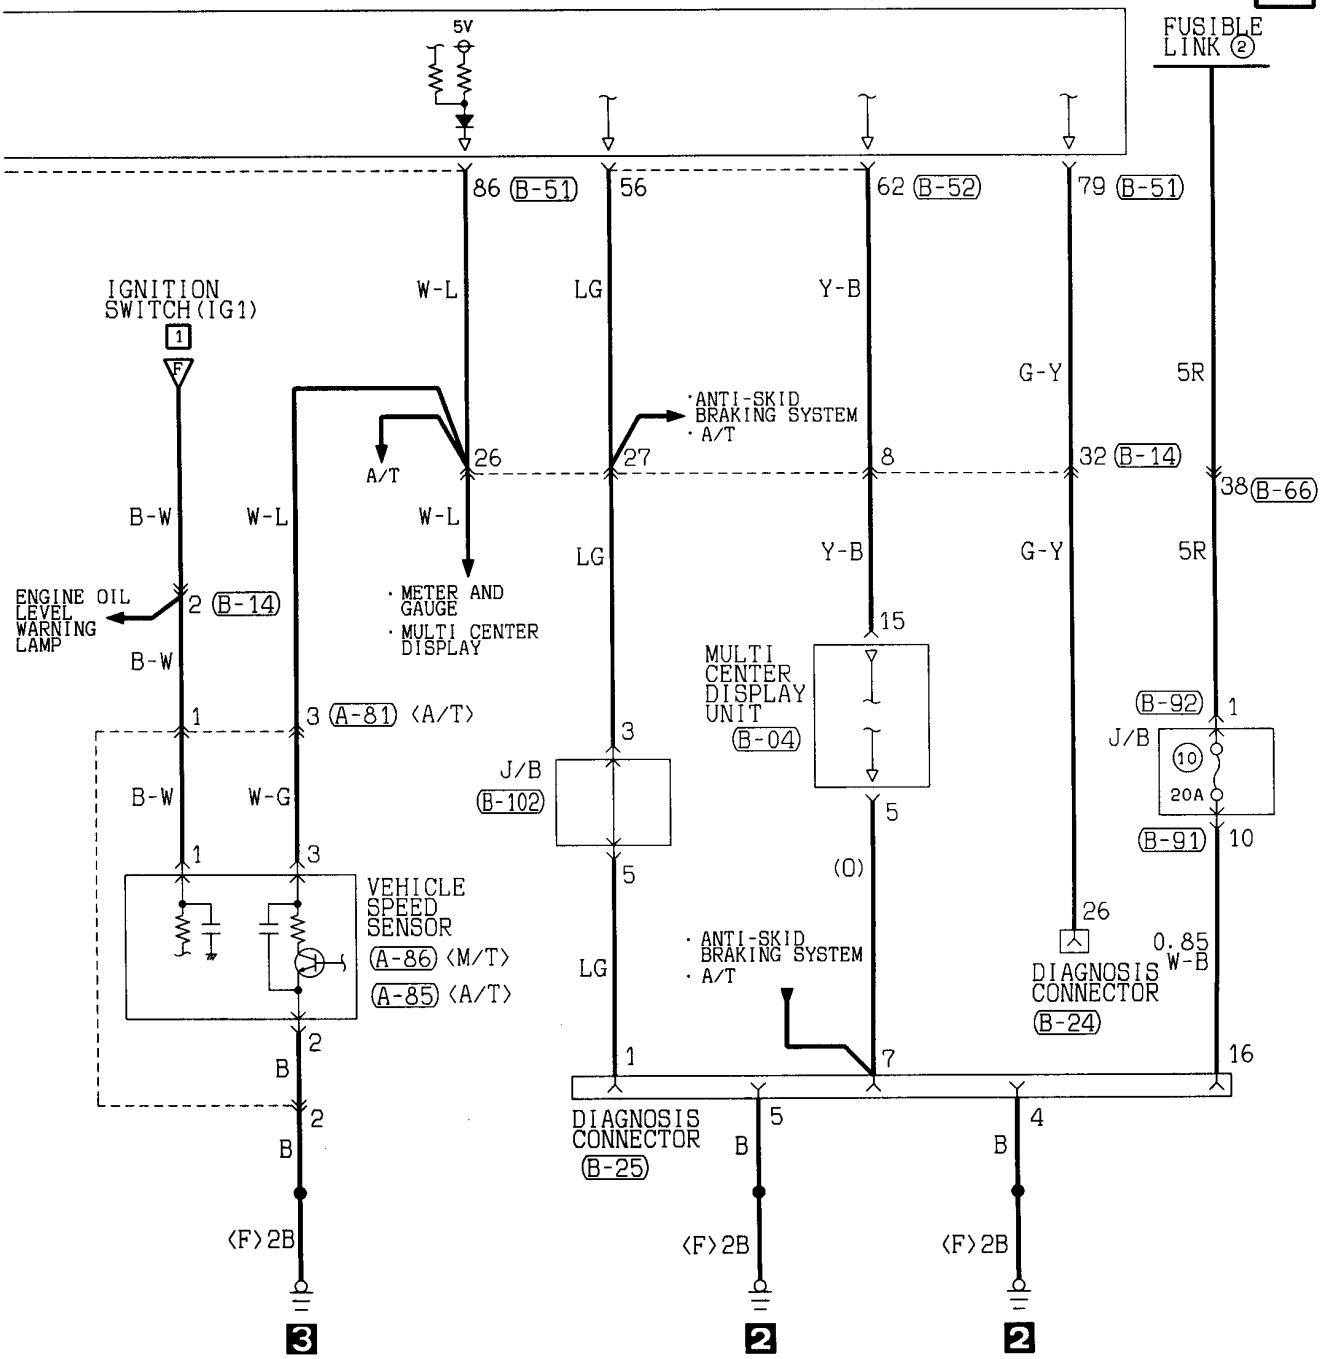 5V
FUSIBLE
LINK ②
86 (B-51)
56
62 (B-52)
79 (B-51)
IGNITION
SWITCH(IG1)
1
F
W-L
LG
Y-B
G-Y
5R
· ANTI-SKID
BRAKING SYSTEM
· A/T
A/T
26
27
8
32 (B-14)
38 (B-66)
B-W
W-L
W-L
LG
Y-B
G-Y
5R
ENGINE OIL
LEVEL
WARNING
LAMP
2 (B-14)
· METER AND
GAUGE
· MULTI CENTER
DISPLAY
B-W
15
MULTI
CENTER
DISPLAY
UNIT
(B-04)
1
3 (A-81) <A/T>
3
(B-92) 1
J/B
10
20A
J/B
(B-102)
B-W
W-G
5
(B-91) 10
1
3
5
(O)
VEHICLE
SPEED
SENSOR
(A-86) <M/T>
(A-85) <A/T>
LG
· ANTI-SKID
BRAKING SYSTEM
· A/T
26
DIAGNOSIS
CONNECTOR
(B-24)
0.85
W-B
2
B
1
7
16
2
B
DIAGNOSIS
CONNECTOR
(B-25)
5
B
4
B
<F>2B
<F>2B
<F>2B
3
2
2